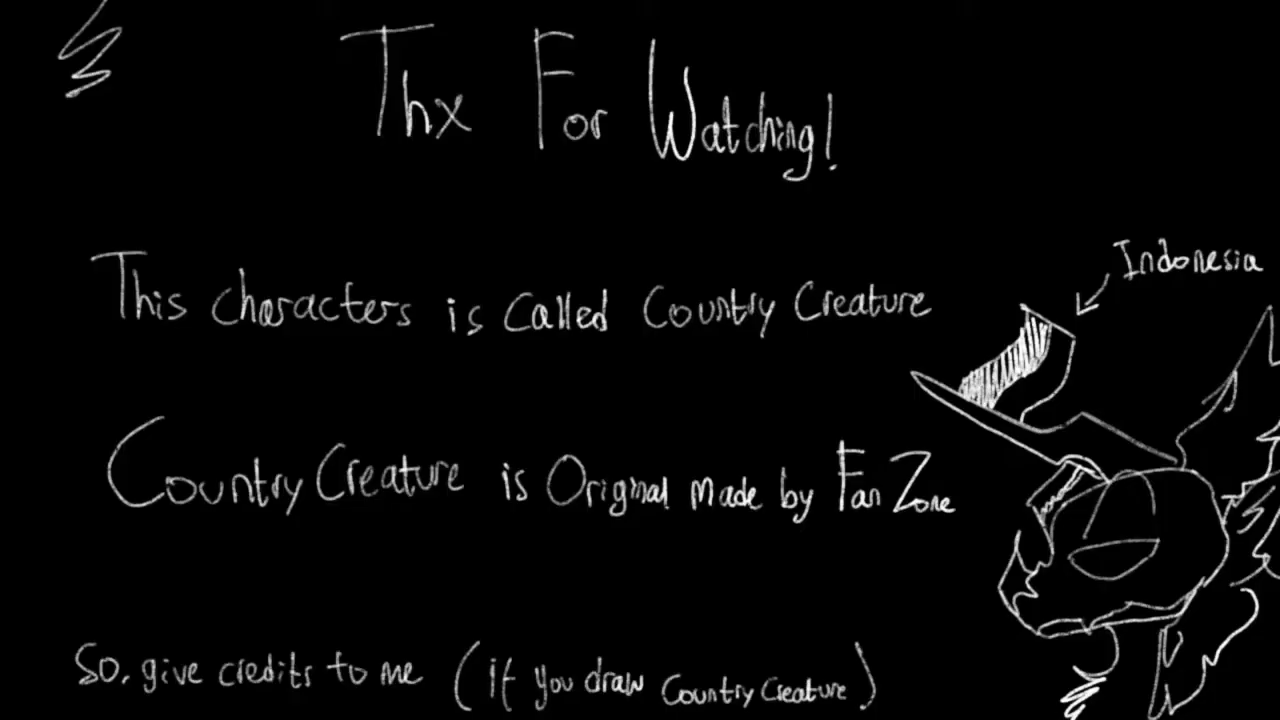 Thx For Watching!
Indonesia
This characters is called Country Creature
Country Creature is Original made by Fan Zone
So, give credits to me (if you draw Country Creature)